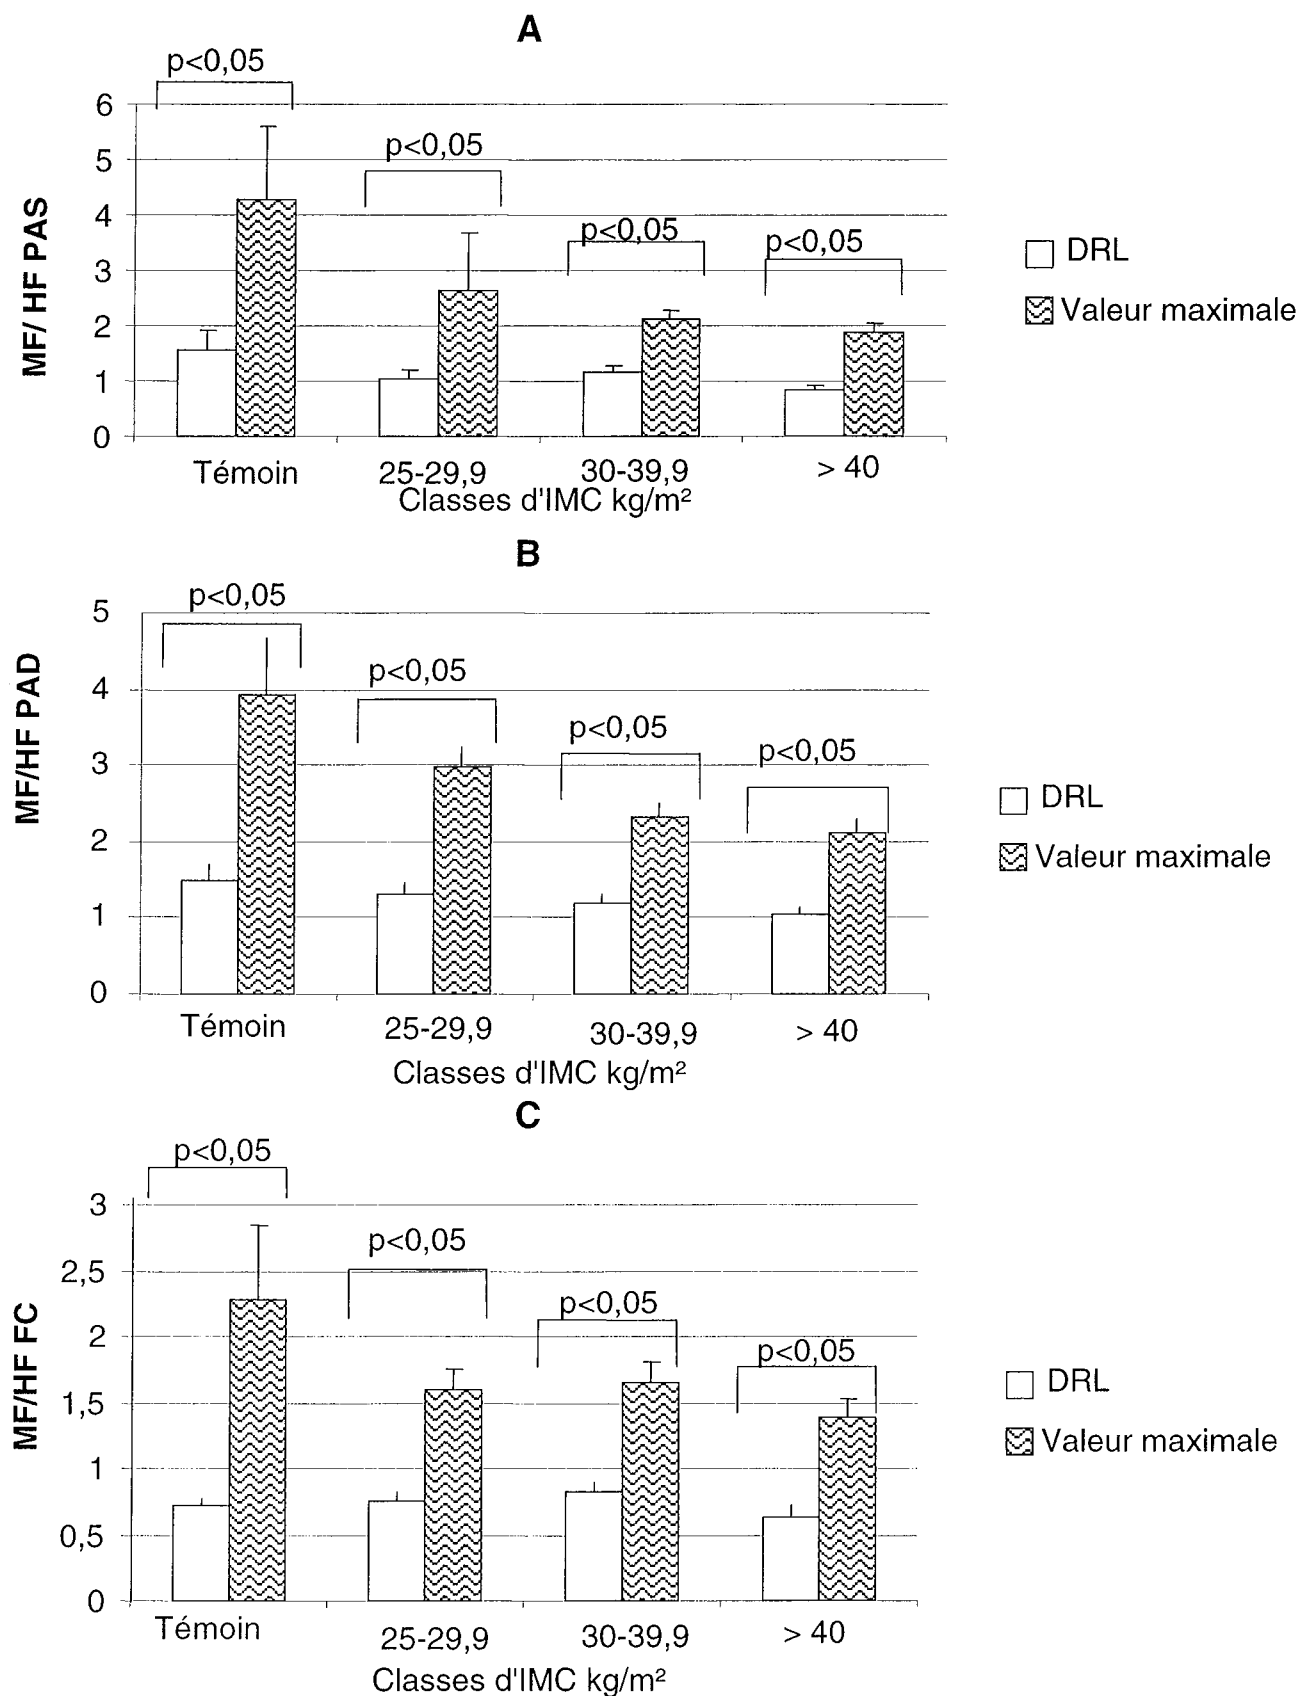 A
p<0,05
6
p<0,05
5
4
p<0,05
p<0,05
DRL
3
MF/ HF PAS
Valeur maximale
2
1
0
Témoin
25-29,9
30-39,9
> 40
Classes d'IMC kg/m²
B
p<0,05
5
p<0,05
4
p<0,05
p<0,05
MF/HF PAD
3
DRL
2
Valeur maximale
1
0
Témoin
25-29,9
30-39,9
> 40
Classes d'IMC kg/m²
C
p<0,05
3
p<0,05
2,5
p<0,05
2
p<0,05
MF/HF FC
DRL
1,5
Valeur maximale
1
0,5
0
Témoin
25-29,9
30-39,9
> 40
Classes d'IMC kg/m²